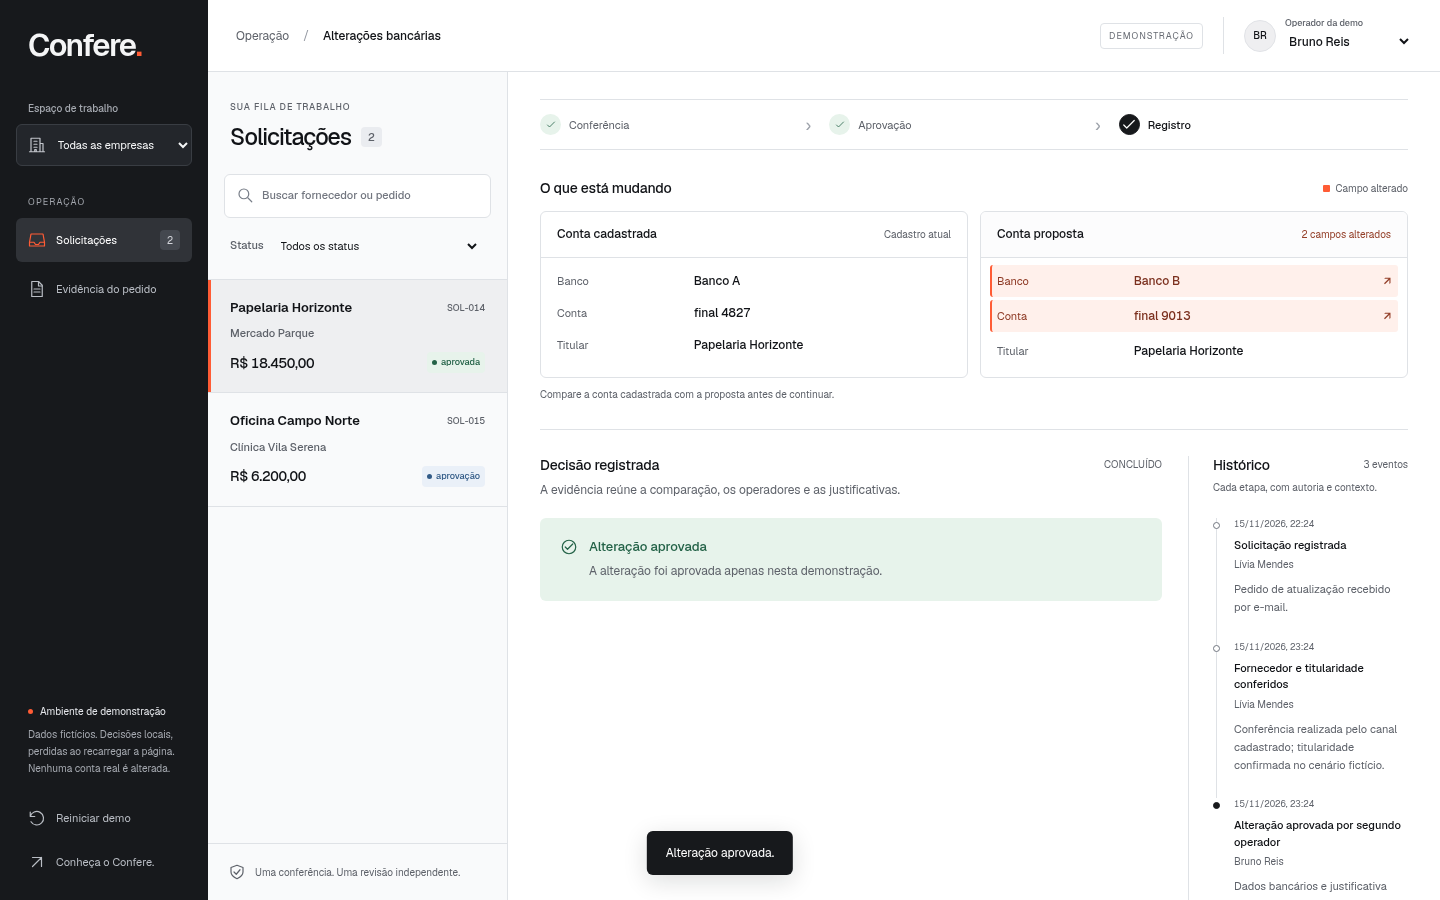 Confere.
Espaço de trabalho
Todas as empresas
OPERAÇÃO
Solicitações 2
Evidência do pedido
Ambiente de demonstração
Dados fictícios. Decisões locais,
perdidas ao recarregar a página.
Nenhuma conta real é alterada.
Reiniciar demo
Conheça o Confere.
Operação / Alterações bancárias
DEMONSTRAÇÃO
BR
Operador da demo
Bruno Reis
SUA FILA DE TRABALHO
Solicitações 2
Buscar fornecedor ou pedido
Status Todos os status
Papelaria Horizonte SOL-014
Mercado Parque
R$ 18.450,00 aprovada
Oficina Campo Norte SOL-015
Clínica Vila Serena
R$ 6.200,00 aprovação
Uma conferência. Uma revisão independente.
Conferência › Aprovação › Registro
O que está mudando Campo alterado
Conta cadastrada Cadastro atual
Banco Banco A
Conta final 4827
Titular Papelaria Horizonte
Conta proposta 2 campos alterados
Banco Banco B
Conta final 9013
Titular Papelaria Horizonte
Compare a conta cadastrada com a proposta antes de continuar.
Decisão registrada CONCLUÍDO
A evidência reúne a comparação, os operadores e as justificativas.
Alteração aprovada
A alteração foi aprovada apenas nesta demonstração.
Histórico 3 eventos
Cada etapa, com autoria e contexto.
15/11/2026, 22:24
Solicitação registrada
Lívia Mendes
Pedido de atualização recebido
por e-mail.
15/11/2026, 23:24
Fornecedor e titularidade
conferidos
Lívia Mendes
Conferência realizada pelo canal
cadastrado; titularidade
confirmada no cenário fictício.
15/11/2026, 23:24
Alteração aprovada por segundo
operador
Bruno Reis
Dados bancários e justificativa
Alteração aprovada.